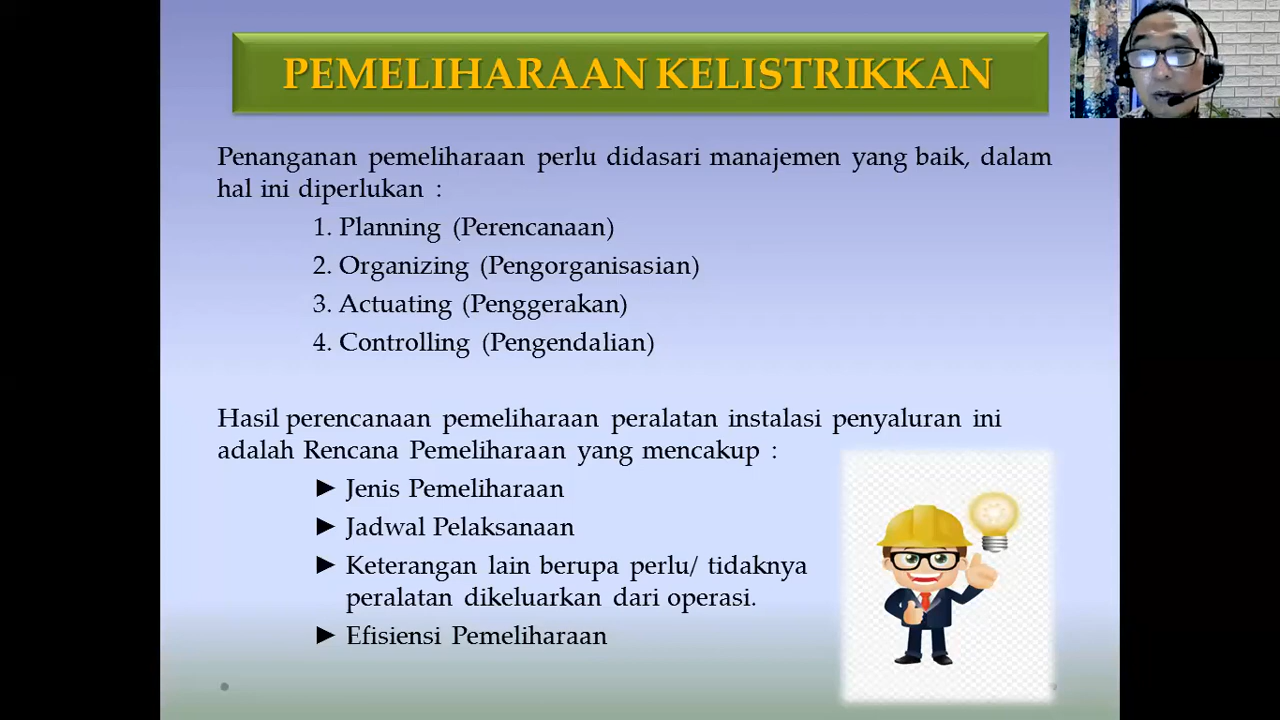 PEMELIHARAAN KELISTRIKKAN
Penanganan pemeliharaan perlu didasari manajemen yang baik, dalam
hal ini diperlukan :
1. Planning (Perencanaan)
2. Organizing (Pengorganisasian)
3. Actuating (Penggerakan)
4. Controlling (Pengendalian)
Hasil perencanaan pemeliharaan peralatan instalasi penyaluran ini
adalah Rencana Pemeliharaan yang mencakup :
► Jenis Pemeliharaan
► Jadwal Pelaksanaan
► Keterangan lain berupa perlu/ tidaknya
peralatan dikeluarkan dari operasi.
► Efisiensi Pemeliharaan